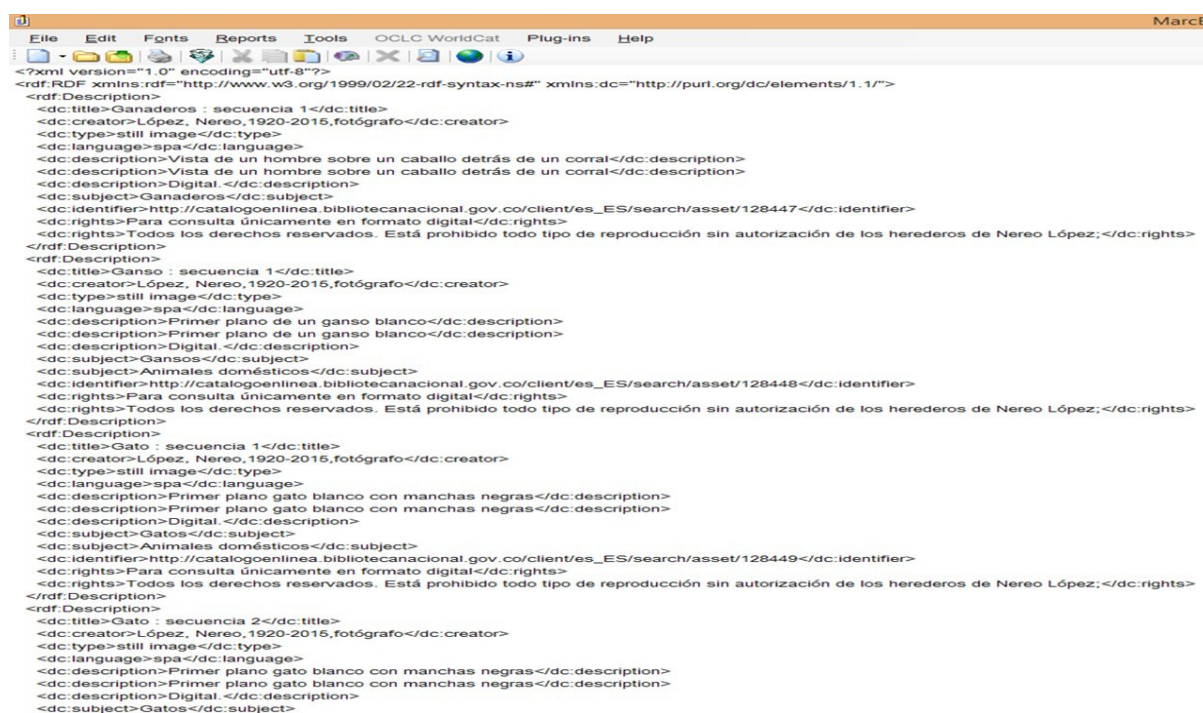 MarcE
File Edit Fonts Reports Tools OCLC WorldCat Plug-ins Help
<?xml version="1.0" encoding="utf-8"?>
<rdf:RDF xmlns:rdf="http://www.w3.org/1999/02/22-rdf-syntax-ns#" xmlns:dc="http://purl.org/dc/elements/1.1/">
<rdf:Description>
<dc:title>Ganaderos : secuencia 1</dc:title>
<dc:creator>López, Nereo,1920-2015,fotógrafo</dc:creator>
<dc:type>still image</dc:type>
<dc:language>spa</dc:language>
<dc:description>Vista de un hombre sobre un caballo detrás de un corral</dc:description>
<dc:description>Vista de un hombre sobre un caballo detrás de un corral</dc:description>
<dc:description>Digital.</dc:description>
<dc:subject>Ganaderos</dc:subject>
<dc:identifier>http://catalogoenlinea.bibliotecanacional.gov.co/client/es_ES/search/asset/128447</dc:identifier>
<dc:rights>Para consulta únicamente en formato digital</dc:rights>
<dc:rights>Todos los derechos reservados. Está prohibido todo tipo de reproducción sin autorización de los herederos de Nereo López;</dc:rights>
</rdf:Description>
<rdf:Description>
<dc:title>Ganso : secuencia 1</dc:title>
<dc:creator>López, Nereo,1920-2015,fotógrafo</dc:creator>
<dc:type>still image</dc:type>
<dc:language>spa</dc:language>
<dc:description>Primer plano de un ganso blanco</dc:description>
<dc:description>Primer plano de un ganso blanco</dc:description>
<dc:description>Digital.</dc:description>
<dc:subject>Gansos</dc:subject>
<dc:subject>Animales domésticos</dc:subject>
<dc:identifier>http://catalogoenlinea.bibliotecanacional.gov.co/client/es_ES/search/asset/128448</dc:identifier>
<dc:rights>Para consulta únicamente en formato digital</dc:rights>
<dc:rights>Todos los derechos reservados. Está prohibido todo tipo de reproducción sin autorización de los herederos de Nereo López;</dc:rights>
</rdf:Description>
<rdf:Description>
<dc:title>Gato : secuencia 1</dc:title>
<dc:creator>López, Nereo,1920-2015,fotógrafo</dc:creator>
<dc:type>still image</dc:type>
<dc:language>spa</dc:language>
<dc:description>Primer plano gato blanco con manchas negras</dc:description>
<dc:description>Primer plano gato blanco con manchas negras</dc:description>
<dc:description>Digital.</dc:description>
<dc:subject>Gatos</dc:subject>
<dc:subject>Animales domésticos</dc:subject>
<dc:identifier>http://catalogoenlinea.bibliotecanacional.gov.co/client/es_ES/search/asset/128449</dc:identifier>
<dc:rights>Para consulta únicamente en formato digital</dc:rights>
<dc:rights>Todos los derechos reservados. Está prohibido todo tipo de reproducción sin autorización de los herederos de Nereo López;</dc:rights>
</rdf:Description>
<rdf:Description>
<dc:title>Gato : secuencia 2</dc:title>
<dc:creator>López, Nereo,1920-2015,fotógrafo</dc:creator>
<dc:type>still image</dc:type>
<dc:language>spa</dc:language>
<dc:description>Primer plano gato blanco con manchas negras</dc:description>
<dc:description>Primer plano gato blanco con manchas negras</dc:description>
<dc:description>Digital.</dc:description>
<dc:subject>Gatos</dc:subject>